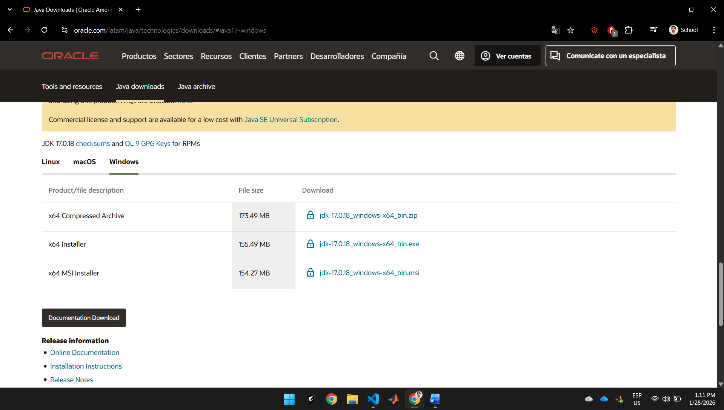 Java Downloads | Oracle Améric
oracle.com/latam/java/technologies/downloads/#java17-windows
School
ORACLE Productos Sectores Recursos Clientes Partners Desarrolladores Compañía Ver cuentas Comunícate con un especialista
Tools and resources Java downloads Java archive
Commercial license and support are available for a low cost with Java SE Universal Subscription.
JDK 17.0.18 checksums and OL 9 GPG Keys for RPMs
Linux macOS Windows
Product/file description File size Download
x64 Compressed Archive 173.49 MB jdk-17.0.18_windows-x64_bin.zip
x64 Installer 155.49 MB jdk-17.0.18_windows-x64_bin.exe
x64 MSI Installer 154.27 MB jdk-17.0.18_windows-x64_bin.msi
Documentation Download
Release information
Online Documentation
Installation Instructions
Release Notes
ESP
US
1:11 PM
1/28/2026